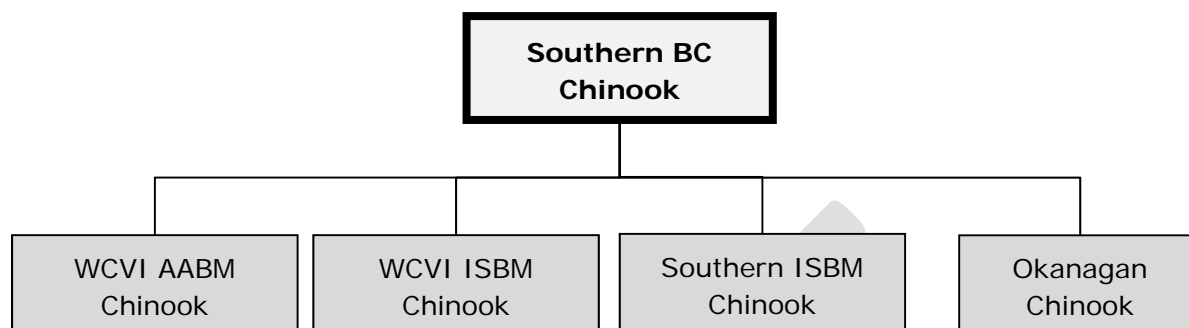 Southern BC
Chinook
WCVI AABM
Chinook
WCVI ISBM
Chinook
Southern ISBM
Chinook
Okanagan
Chinook